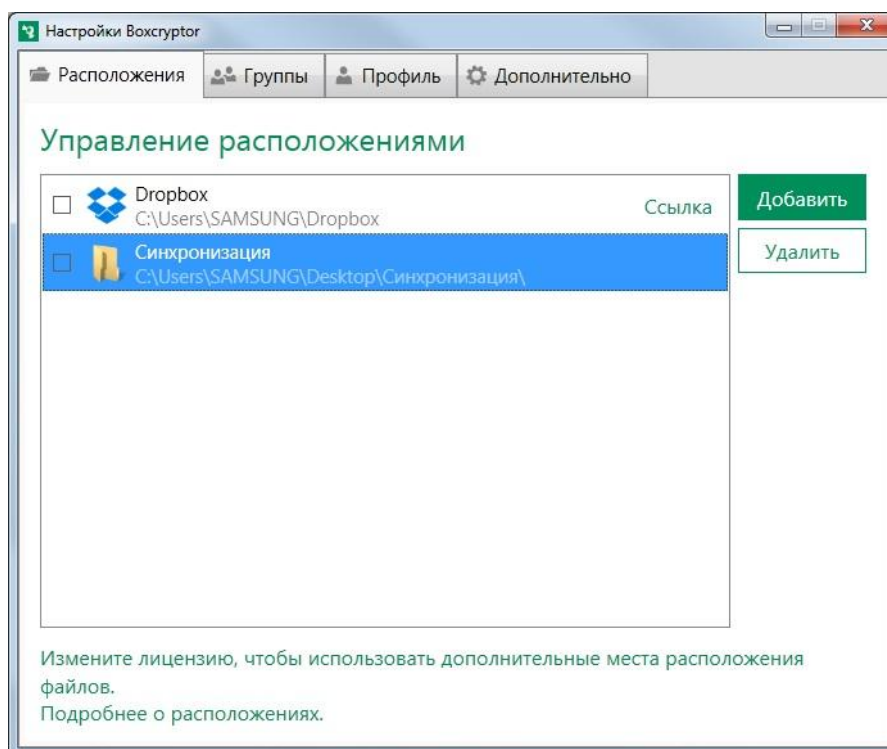 Настройки Boxcryptor
Расположения
Группы
Профиль
Дополнительно
Управление расположениями
Dropbox
C:\Users\SAMSUNG\Dropbox
Ссылка
Добавить
Синхронизация
C:\Users\SAMSUNG\Desktop\Синхронизация\
Удалить
Измените лицензию, чтобы использовать дополнительные места расположения
файлов.
Подробнее о расположениях.